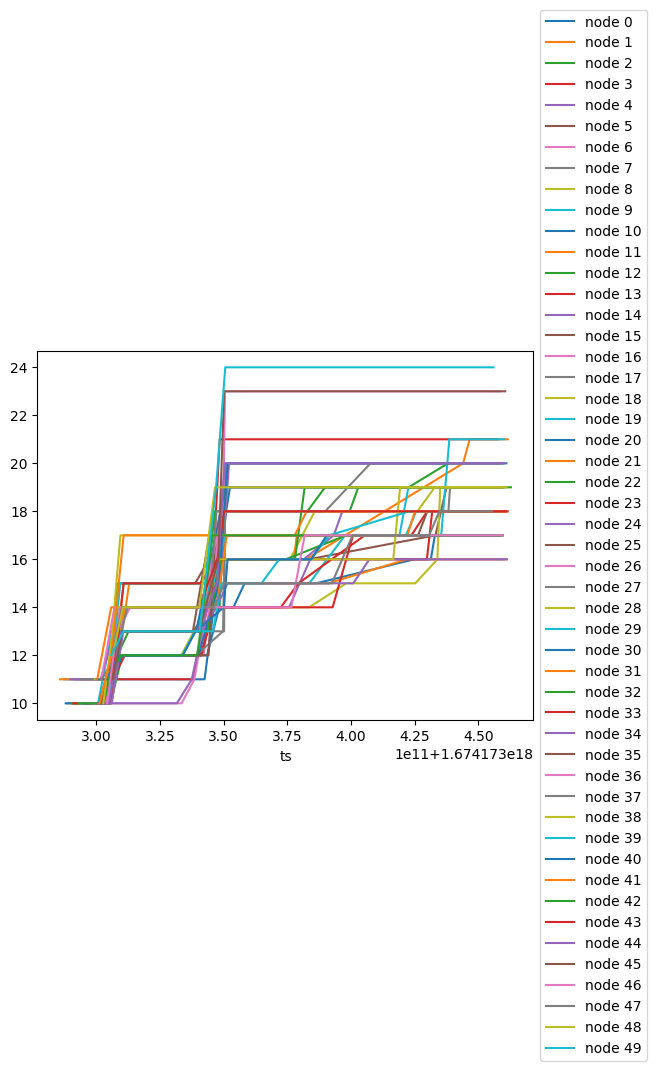 node 0
node 1
node 2
node 3
node 4
node 5
node 6
node 7
node 8
node 9
node 10
node 11
node 12
node 13
node 14
node 15
node 16
node 17
node 18
node 19
node 20
node 21
node 22
node 23
node 24
node 25
node 26
node 27
node 28
node 29
node 30
node 31
node 32
node 33
node 34
node 35
node 36
node 37
node 38
node 39
node 40
node 41
node 42
node 43
node 44
node 45
node 46
node 47
node 48
node 49
24
22
20
18
16
14
12
10
3.00 3.25 3.50 3.75 4.00 4.25 4.50
1e11+1.674173e18
ts